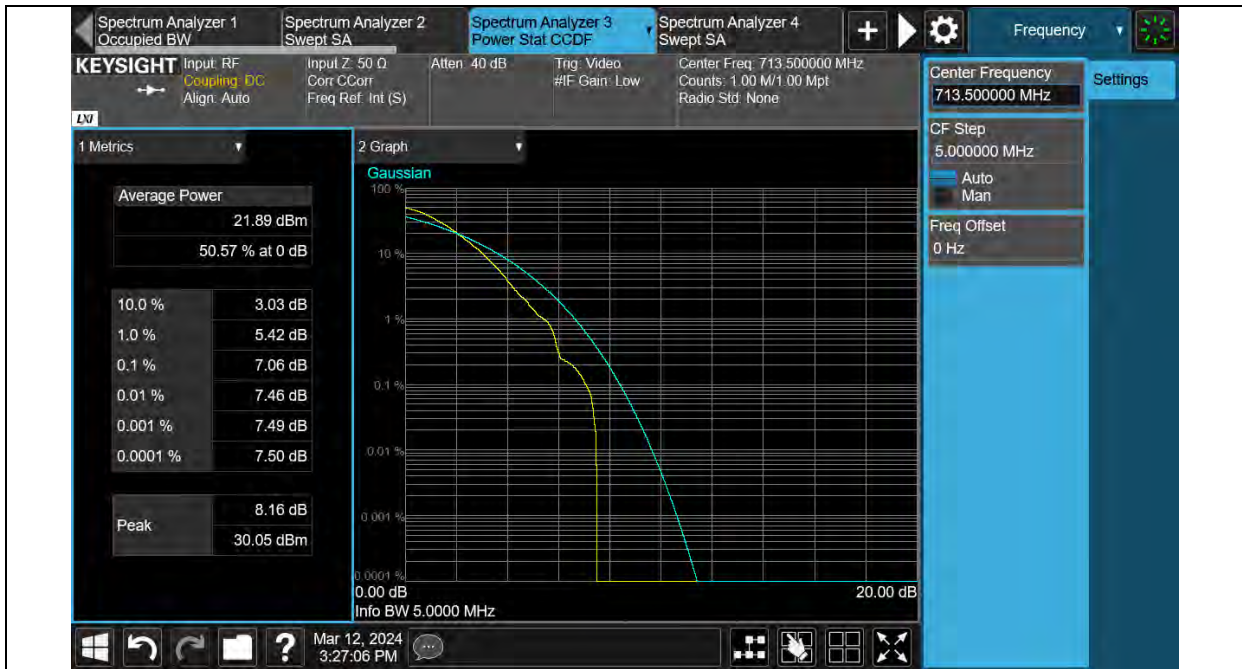 Spectrum Analyzer 1
Occupied BW
Spectrum Analyzer 2
Swept SA
Spectrum Analyzer 3
Power Stat CCDF
Spectrum Analyzer 4
Swept SA
Frequency
KEYSIGHT
LXI
Input: RF
Coupling: DC
Align: Auto
Input Z: 50 Ω
Corr CCorr
Freq Ref: Int (S)
Atten: 40 dB
Trig: Video
#IF Gain: Low
Center Freq: 713.500000 MHz
Counts: 1.00 M/1.00 Mpt
Radio Std: None
Center Frequency
713.500000 MHz
Settings
CF Step
5.000000 MHz
Auto
Man
Freq Offset
0 Hz
1 Metrics
Average Power
21.89 dBm
50.57 % at 0 dB
10.0 % 3.03 dB
1.0 % 5.42 dB
0.1 % 7.06 dB
0.01 % 7.46 dB
0.001 % 7.49 dB
0.0001 % 7.50 dB
Peak
8.16 dB
30.05 dBm
2 Graph
Gaussian
100 %
10 %
1 %
0.1 %
0.01 %
0.001 %
0.0001 %
0.00 dB 20.00 dB
Info BW 5.0000 MHz
?
Mar 12, 2024
3:27:06 PM